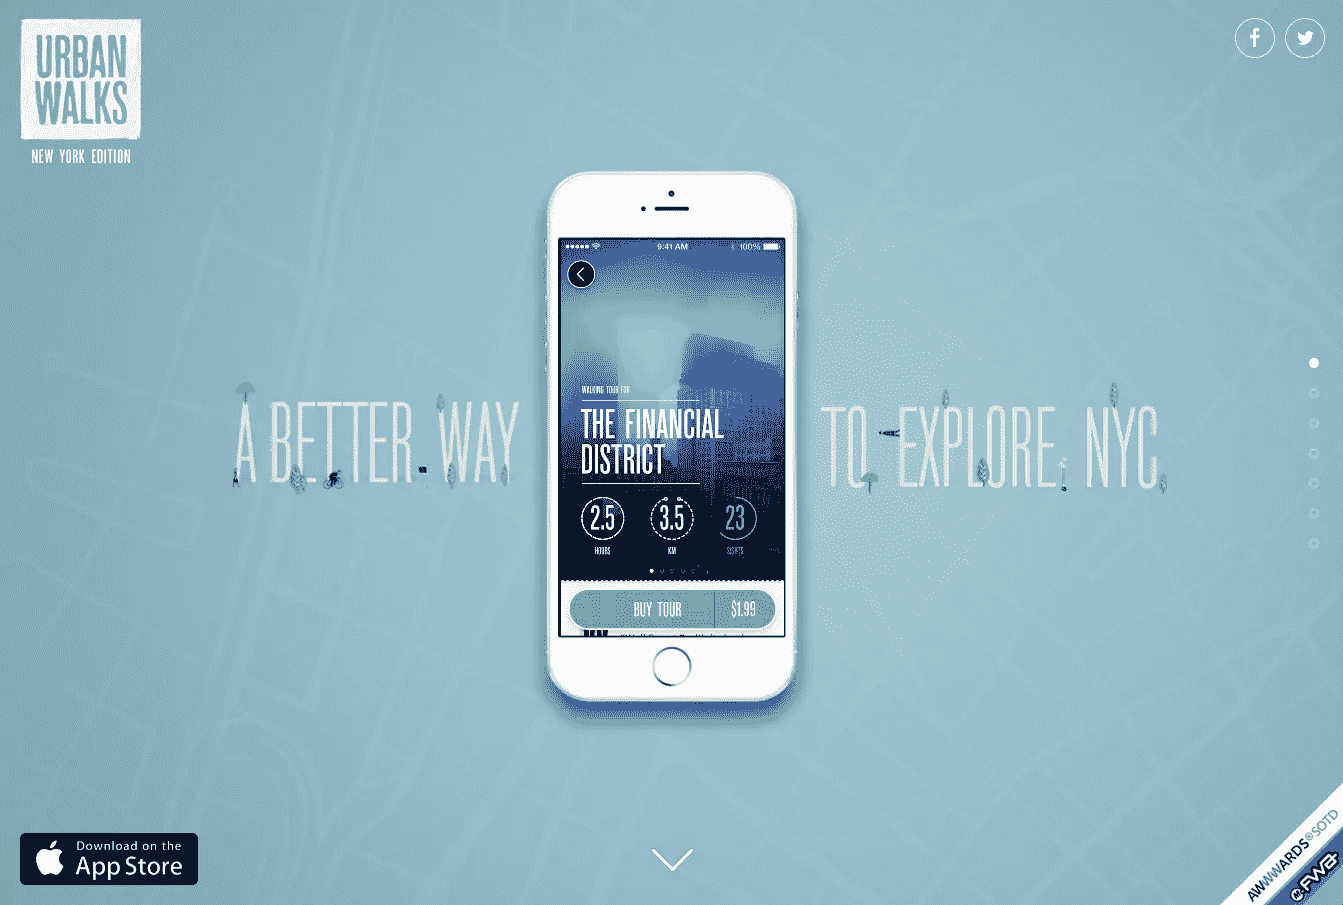 URBAN
WALKS
NEW YORK EDITION
9:41 AM
100%
WALKING TOUR FOR
THE FINANCIAL
DISTRICT
A BETTER WAY
TO EXPLORE NYC
2.5
3.5
23
HOURS
KM
SIGHTS
BUY TOUR
$1.99
Download on the
App Store
AWWWARDS®SOTD
FWA